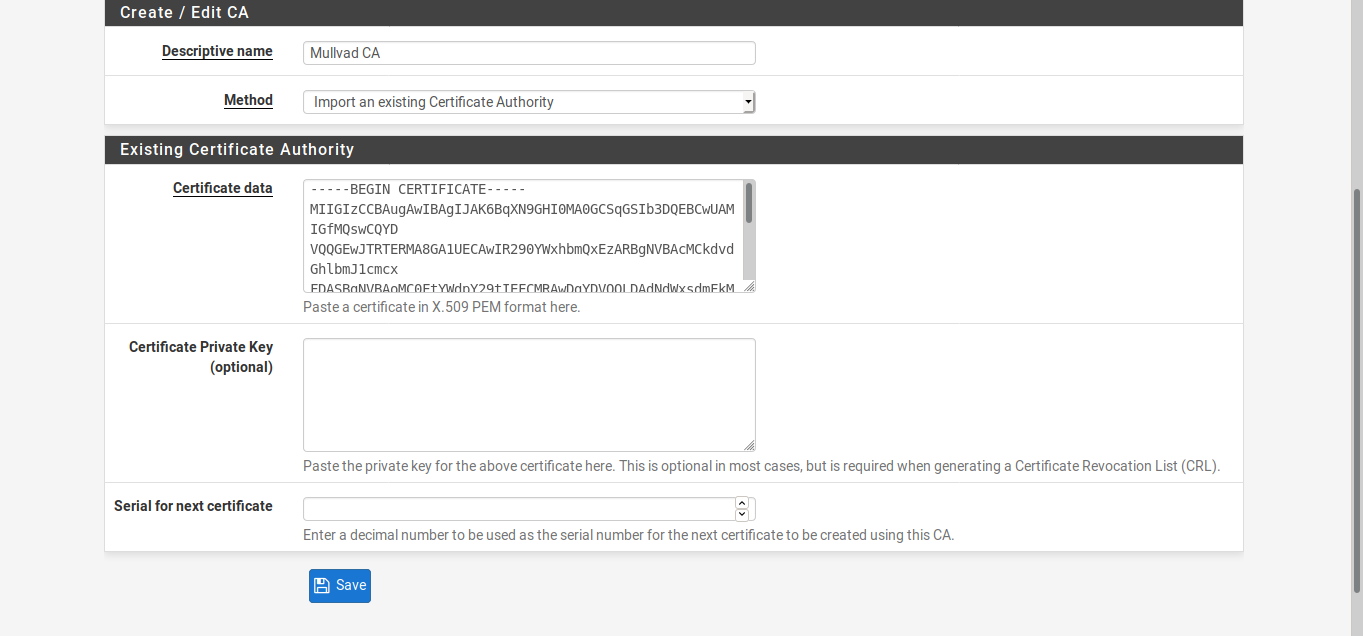 Create / Edit CA
Descriptive name
Mullvad CA
Method
Import an existing Certificate Authority
Existing Certificate Authority
Certificate data
-----BEGIN CERTIFICATE-----
MIIGIzCCBAugAwIBAgIJAK6BqXN9GHI0MA0GCSqGSIb3DQEBCwUAM
IGfMQswCQYD
VQQGEwJTRTERMA8GA1UECAwIR290YWxhbmQxEzARBgNVBAcMCkdvd
GhlbmJ1cmcx
FDASBgNVBAoMC0FtYWdpY29tIEFCMRAwDgYDVQQLDAdNdWxsdmFkM
Paste a certificate in X.509 PEM format here.
Certificate Private Key
(optional)
Paste the private key for the above certificate here. This is optional in most cases, but is required when generating a Certificate Revocation List (CRL).
Serial for next certificate
Enter a decimal number to be used as the serial number for the next certificate to be created using this CA.
Save